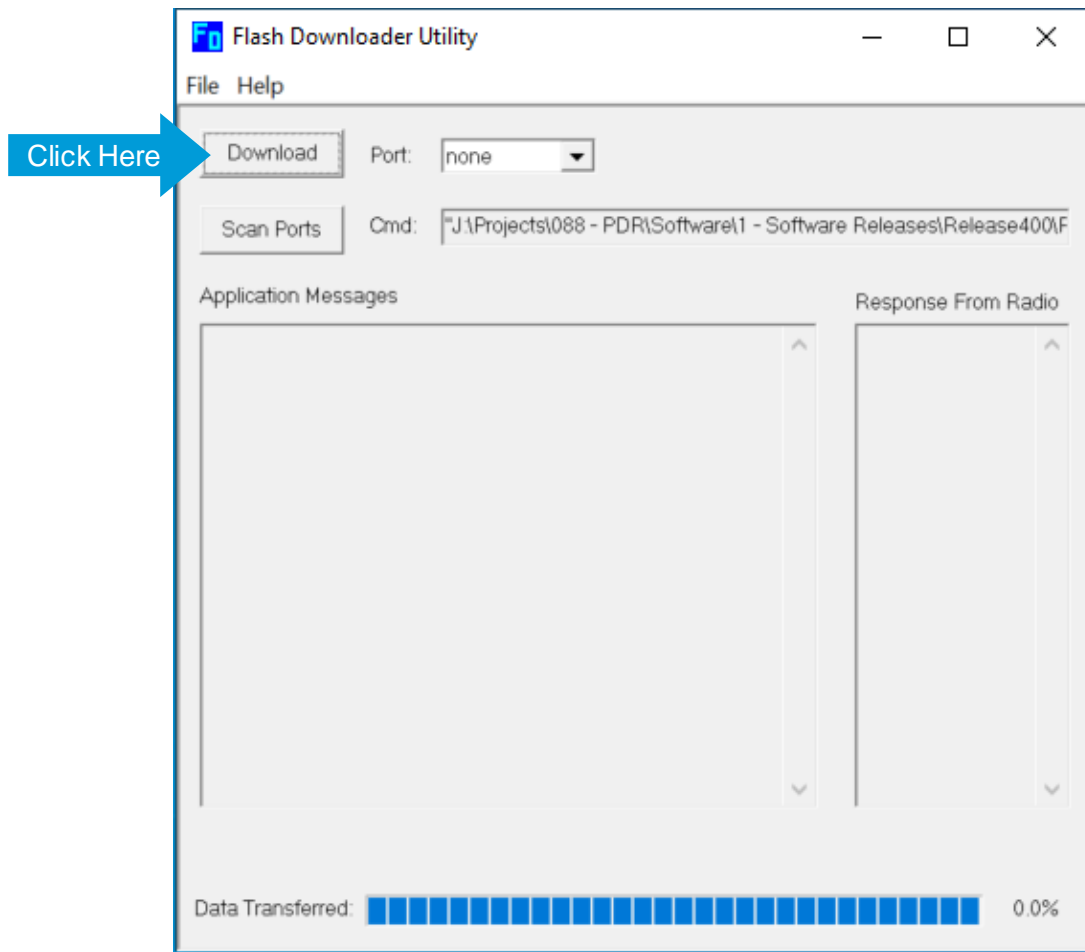 FD Flash Downloader Utility
File Help
Click Here
Download Port: none
Scan Ports Cmd: "J:\Projects\088 - PDR\Software\1 - Software Releases\Release400\F
Application Messages
Response From Radio
Data Transferred: 0.0%